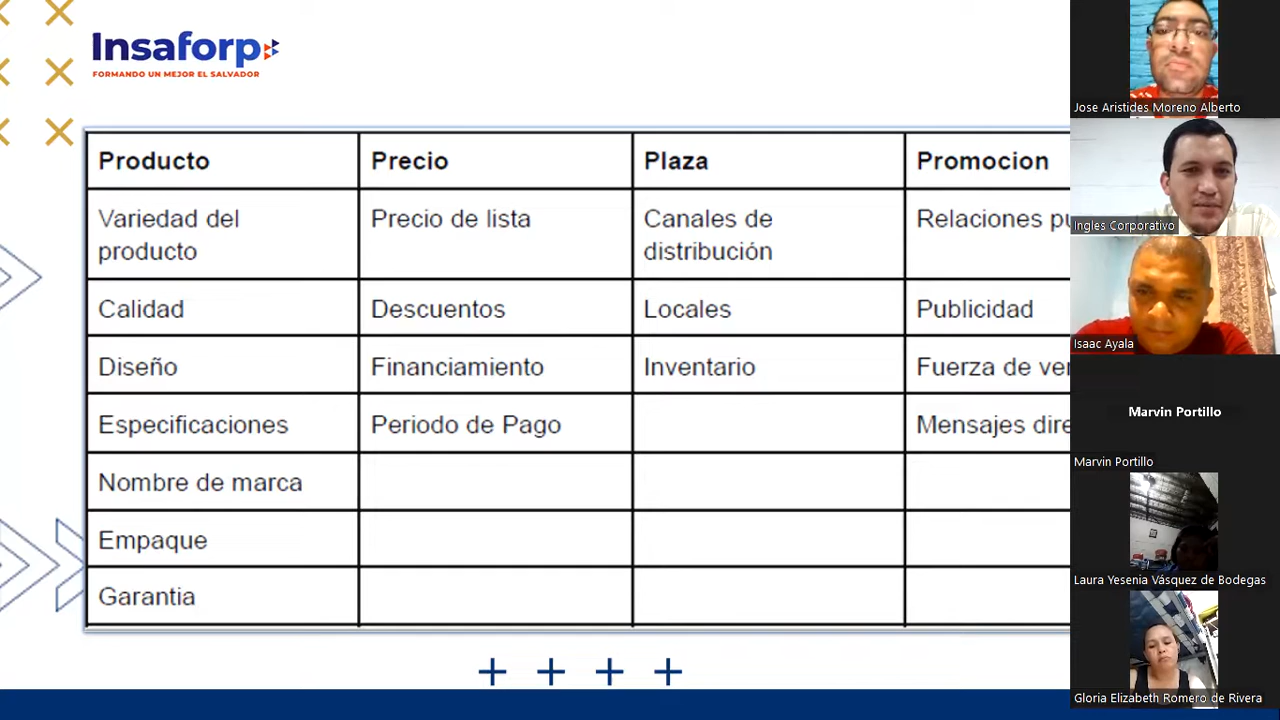 Insaforp
FORMANDO UN MEJOR EL SALVADOR
Producto
Precio
Plaza
Promocion
Variedad del
producto
Precio de lista
Canales de
distribución
Relaciones
Calidad
Descuentos
Locales
Publicidad
Diseño
Financiamiento
Inventario
Fuerza de
Especificaciones
Periodo de Pago
Mensajes
Nombre de marca
Empaque
Garantia
Jose Aristides Moreno Alberto
Ingles Corporativo
Isaac Ayala
Marvin Portillo
Marvin Portillo
Laura Yesenia Vásquez de Bodegas
Gloria Elizabeth Romero de Rivera